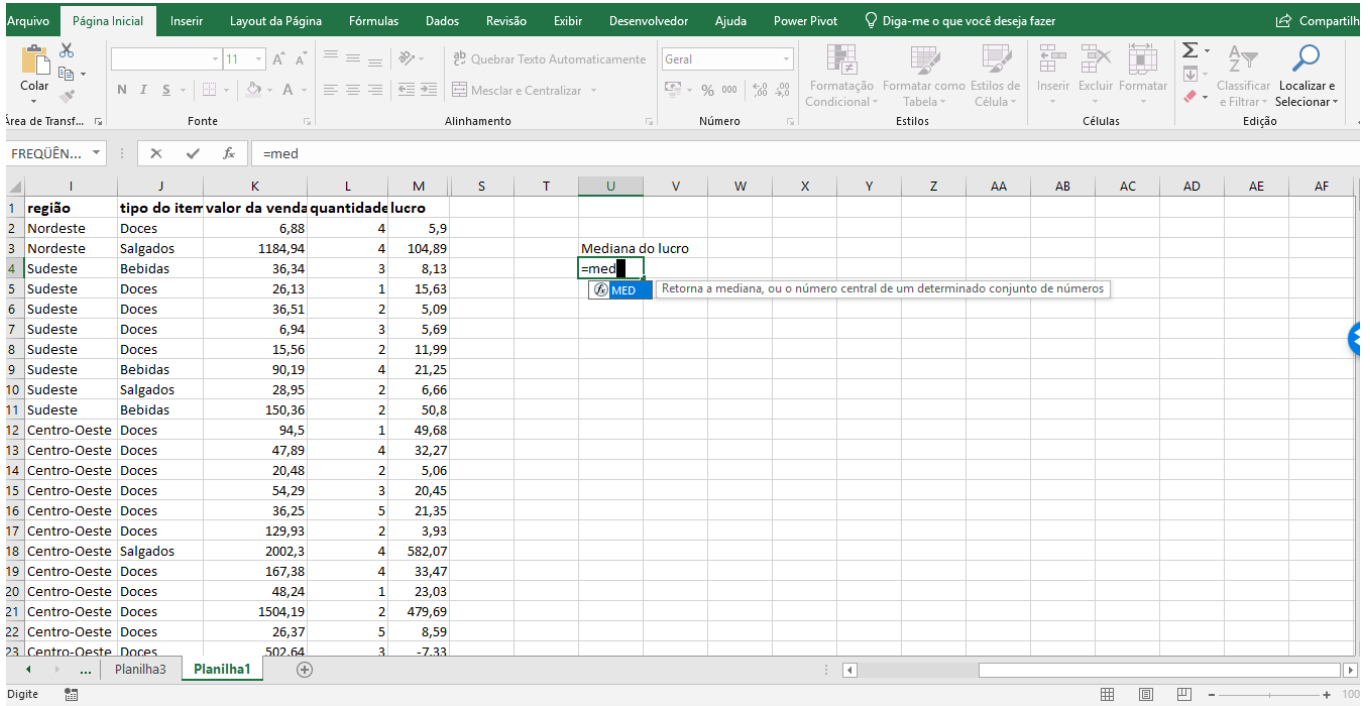 Arquivo Página Inicial Inserir Layout da Página Fórmulas Dados Revisão Exibir Desenvolvedor Ajuda Power Pivot Diga-me o que você deseja fazer Compartilh
Colar
11 A A
N I S A
ab Quebrar Texto Automaticamente
Mesclar e Centralizar
Geral
% 000
Formatação Condicional
Formatar como Tabela
Estilos de Célula
Inserir Excluir Formatar
Classificar e Filtrar
Localizar e Selecionar
Área de Transf... Fonte Alinhamento Número Estilos Células Edição
FREQÜÊN... fx =med
I J K L M S T U V W X Y Z AA AB AC AD AE AF
1 região tipo do item valor da venda quantidade lucro
2 Nordeste Doces 6,88 4 5,9
3 Nordeste Salgados 1184,94 4 104,89 Mediana do lucro
4 Sudeste Bebidas 36,34 3 8,13 =med
5 Sudeste Doces 26,13 1 15,63 MED Retorna a mediana, ou o número central de um determinado conjunto de números
6 Sudeste Doces 36,51 2 5,09
7 Sudeste Doces 6,94 3 5,69
8 Sudeste Doces 15,56 2 11,99
9 Sudeste Bebidas 90,19 4 21,25
10 Sudeste Salgados 28,95 2 6,66
11 Sudeste Bebidas 150,36 2 50,8
12 Centro-Oeste Doces 94,5 1 49,68
13 Centro-Oeste Doces 47,89 4 32,27
14 Centro-Oeste Doces 20,48 2 5,06
15 Centro-Oeste Doces 54,29 3 20,45
16 Centro-Oeste Doces 36,25 5 21,35
17 Centro-Oeste Doces 129,93 2 3,93
18 Centro-Oeste Salgados 2002,3 4 582,07
19 Centro-Oeste Doces 167,38 4 33,47
20 Centro-Oeste Doces 48,24 1 23,03
21 Centro-Oeste Doces 1504,19 2 479,69
22 Centro-Oeste Doces 26,37 5 8,59
23 Centro-Oeste Doces 502,64 3 -7,33
... Planilha3 Planilha1
Digite 100